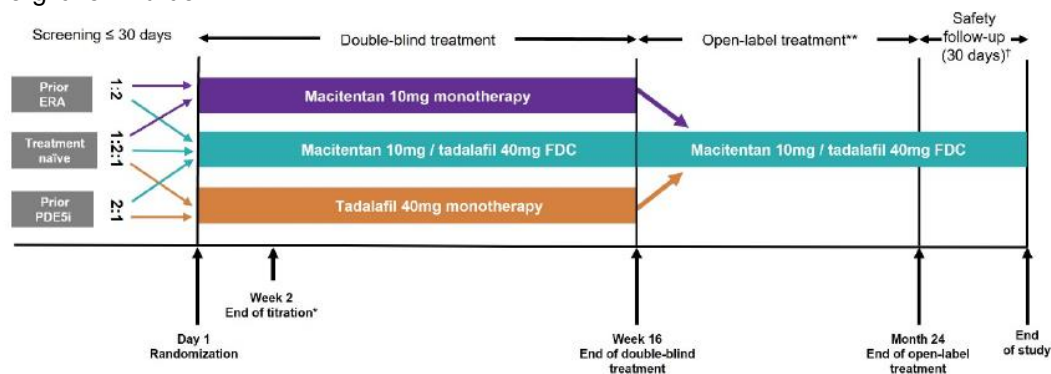 Screening ≤ 30 days
Double-blind treatment
Open-label treatment**
Safety
follow-up
(30 days)†
Prior
ERA
1:2
Macitentan 10mg monotherapy
Treatment
naïve
1:2:1
Macitentan 10mg / tadalafil 40mg FDC
Macitentan 10mg / tadalafil 40mg FDC
Prior
PDE5i
2:1
Tadalafil 40mg monotherapy
Week 2
End of titration*
Day 1
Randomization
Week 16
End of double-blind
treatment
Month 24
End of open-label
treatment
End
of study